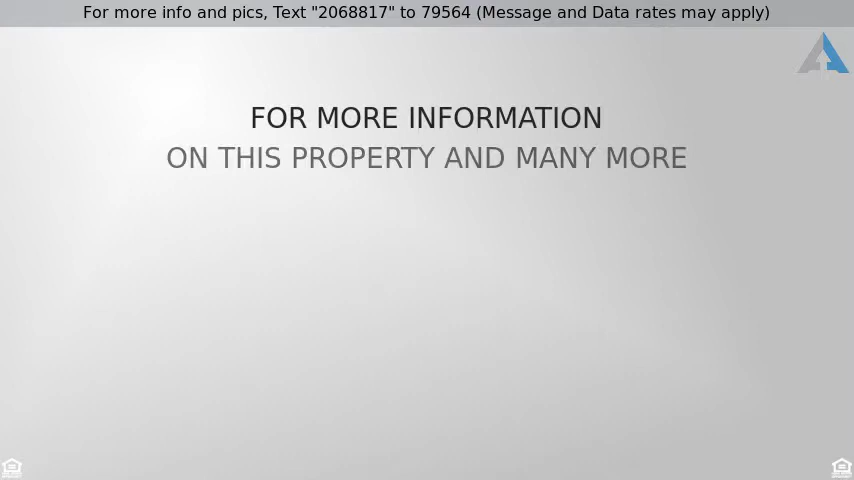 For more info and pics, Text "2068817" to 79564 (Message and Data rates may apply)
FOR MORE INFORMATION
ON THIS PROPERTY AND MANY MORE